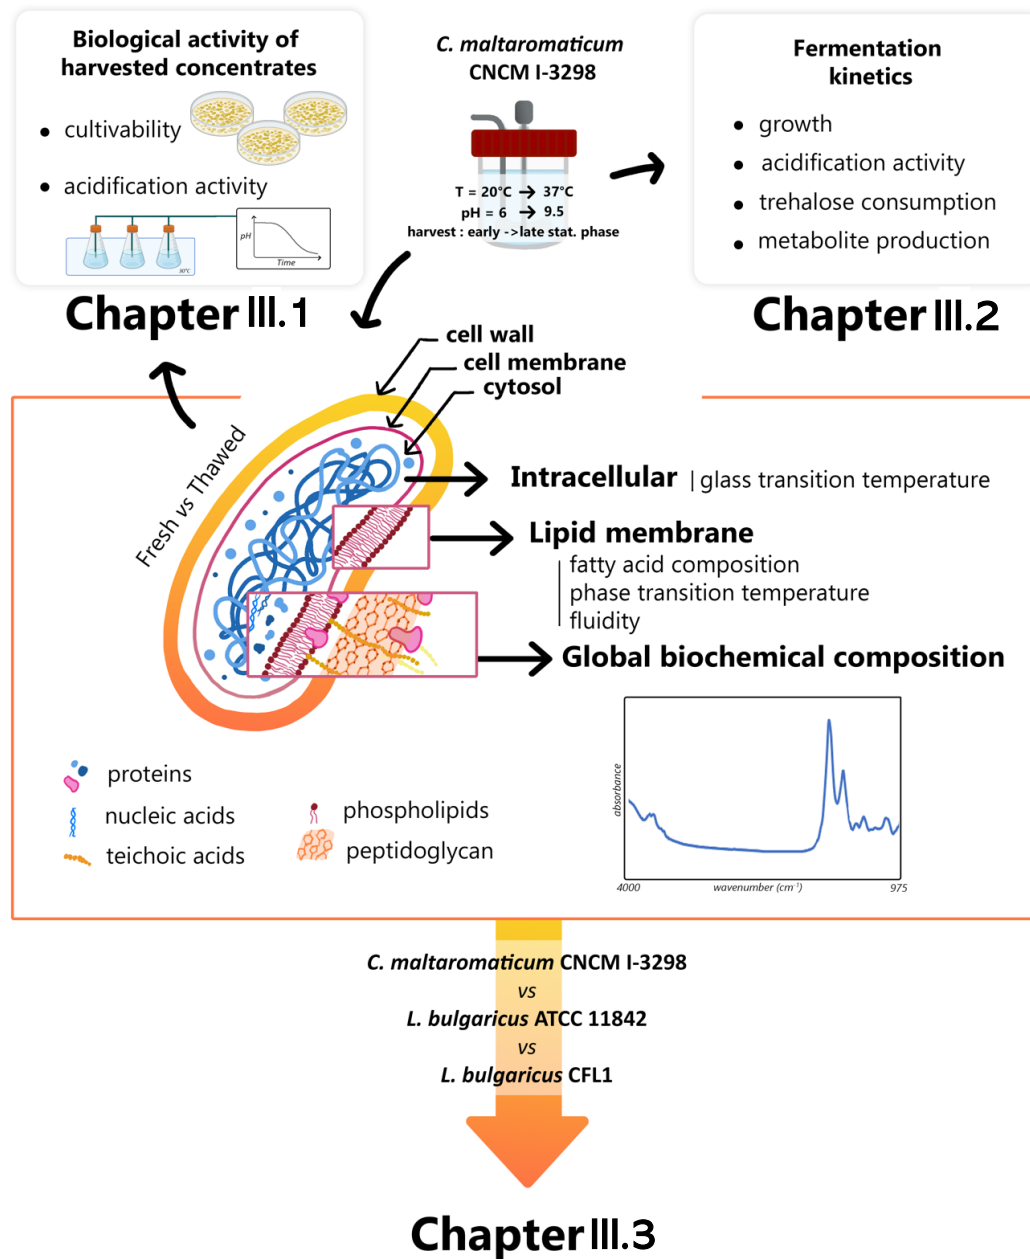 Biological activity of
harvested concentrates
• cultivability
• acidification activity
pH
Time
30°C
Chapter III.1
C. maltaromaticum
CNCM I-3298
T = 20°C → 37°C
pH = 6 → 9.5
harvest : early ->late stat. phase
Fermentation
kinetics
• growth
• acidification activity
• trehalose consumption
• metabolite production
Chapter III.2
cell wall
cell membrane
cytosol
Fresh vs Thawed
Intracellular | glass transition temperature
Lipid membrane
fatty acid composition
phase transition temperature
fluidity
Global biochemical composition
absorbance
4000
wavenumber (cm⁻¹)
975
proteins
nucleic acids
teichoic acids
phospholipids
peptidoglycan
C. maltaromaticum CNCM I-3298
vs
L. bulgaricus ATCC 11842
vs
L. bulgaricus CFL1
Chapter III.3